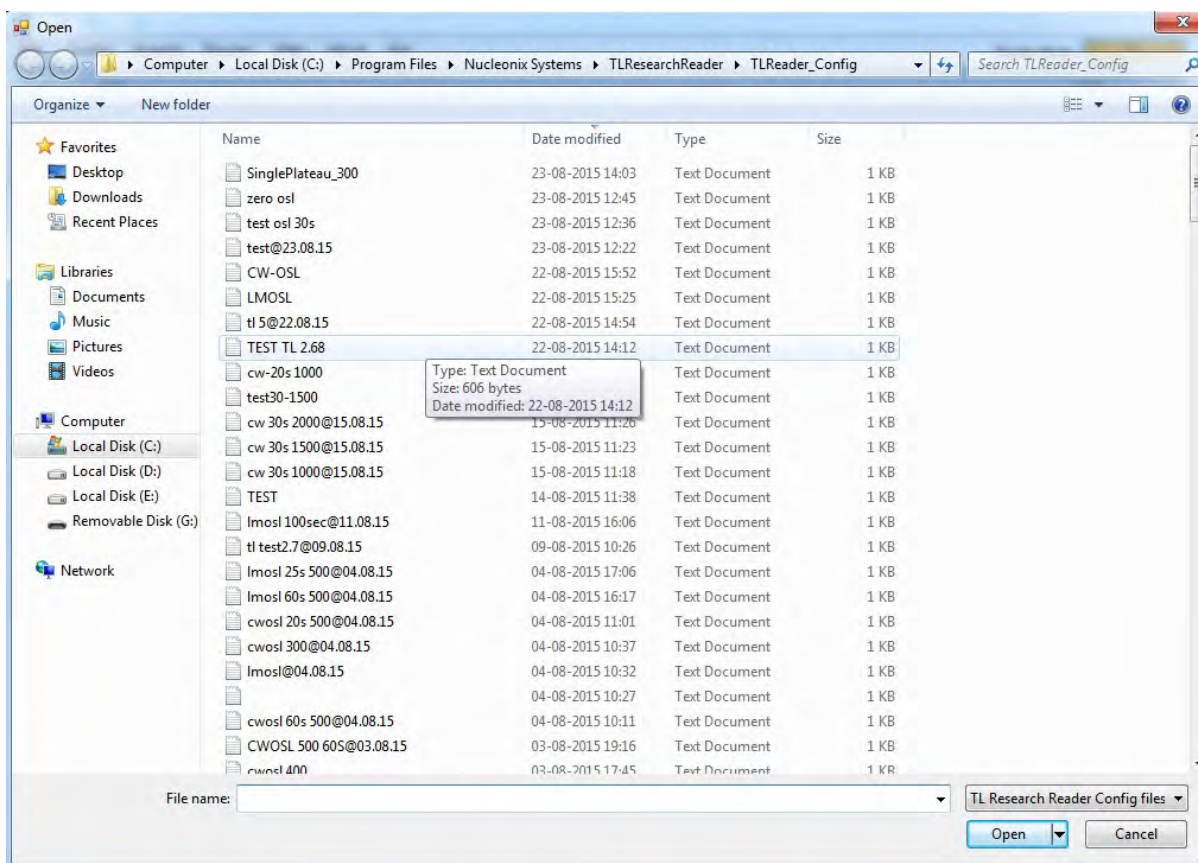 Open
Computer ▸ Local Disk (C:) ▸ Program Files ▸ Nucleonix Systems ▸ TLResearchReader ▸ TLReader_Config
Search TLReader_Config
Organize
New folder
Favorites
Desktop
Downloads
Recent Places
Libraries
Documents
Music
Pictures
Videos
Computer
Local Disk (C:)
Local Disk (D:)
Local Disk (E:)
Removable Disk (G:)
Network
Name Date modified Type Size
SinglePlateau_300 23-08-2015 14:03 Text Document 1 KB
zero osl 23-08-2015 12:45 Text Document 1 KB
test osl 30s 23-08-2015 12:36 Text Document 1 KB
test@23.08.15 23-08-2015 12:22 Text Document 1 KB
CW-OSL 22-08-2015 15:52 Text Document 1 KB
LMOSL 22-08-2015 15:25 Text Document 1 KB
tl 5@22.08.15 22-08-2015 14:54 Text Document 1 KB
TEST TL 2.68 22-08-2015 14:12 Text Document 1 KB
cw-20s 1000 Text Document 1 KB
test30-1500 Text Document 1 KB
Type: Text Document
Size: 606 bytes
Date modified: 22-08-2015 14:12
cw 30s 2000@15.08.15 15-08-2015 11:26 Text Document 1 KB
cw 30s 1500@15.08.15 15-08-2015 11:23 Text Document 1 KB
cw 30s 1000@15.08.15 15-08-2015 11:18 Text Document 1 KB
TEST 14-08-2015 11:38 Text Document 1 KB
lmosl 100sec@11.08.15 11-08-2015 16:06 Text Document 1 KB
tl test2.7@09.08.15 09-08-2015 10:26 Text Document 1 KB
lmosl 25s 500@04.08.15 04-08-2015 17:06 Text Document 1 KB
lmosl 60s 500@04.08.15 04-08-2015 16:17 Text Document 1 KB
cwosl 20s 500@04.08.15 04-08-2015 11:01 Text Document 1 KB
cwosl 300@04.08.15 04-08-2015 10:37 Text Document 1 KB
lmosl@04.08.15 04-08-2015 10:32 Text Document 1 KB
04-08-2015 10:27 Text Document 1 KB
cwosl 60s 500@04.08.15 04-08-2015 10:11 Text Document 1 KB
CWOSL 500 60S@03.08.15 03-08-2015 19:16 Text Document 1 KB
cwosl 400 03-08-2015 17:45 Text Document 1 KB
File name:
TL Research Reader Config files
Open
Cancel